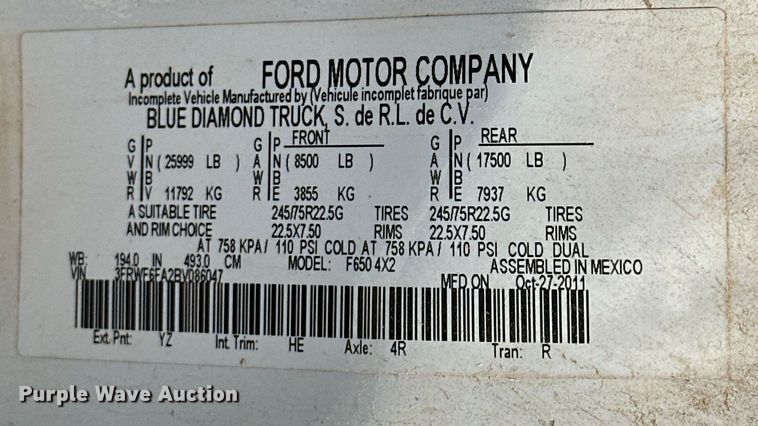 A product of FORD MOTOR COMPANY
Incomplete Vehicle Manufactured by (Vehicule incomplet fabrique par)
BLUE DIAMOND TRUCK, S. de R.L. de C.V.
FRONT REAR
G P G P G P
V N ( 25999 LB ) A N ( 8500 LB ) A N ( 17500 LB )
W B W B W B
R V 11792 KG R E 3855 KG R E 7937 KG
A SUITABLE TIRE 245/75R22.5G TIRES 245/75R22.5G TIRES
AND RIM CHOICE 22.5X7.50 RIMS 22.5X7.50 RIMS
AT 758 KPA/ 110 PSI COLD AT 758 KPA/ 110 PSI COLD DUAL
WB: 194.0 IN 493.0 CM MODEL: F650 4X2 ASSEMBLED IN MEXICO
VIN 3FRWF6FA2BV086047 MFD ON Oct-27-2011
Ext. Pnt: YZ Int. Trim: HE Axle: 4R Tran: R
Purple Wave Auction